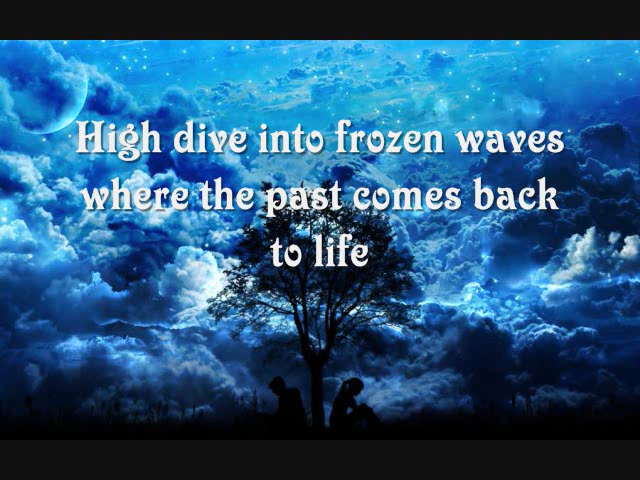 High dive into frozen waves
where the past comes back
to life